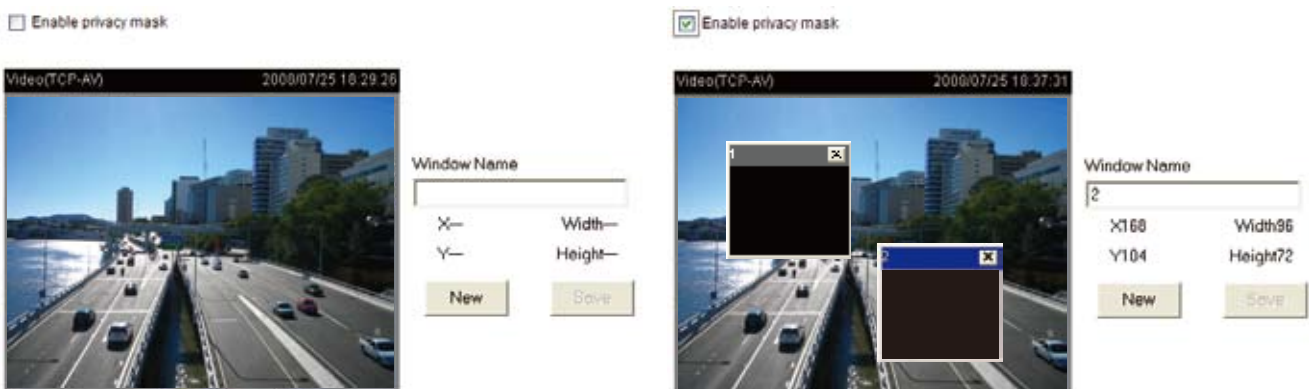 Enable privacy mask
Video(TCP-AV) 2008/07/25 18:29:26
Window Name
X— Width—
Y— Height—
New Save
Enable privacy mask
Video(TCP-AV) 2008/07/25 18:37:31
1
2
Window Name
2
X168 Width96
Y104 Height72
New Save